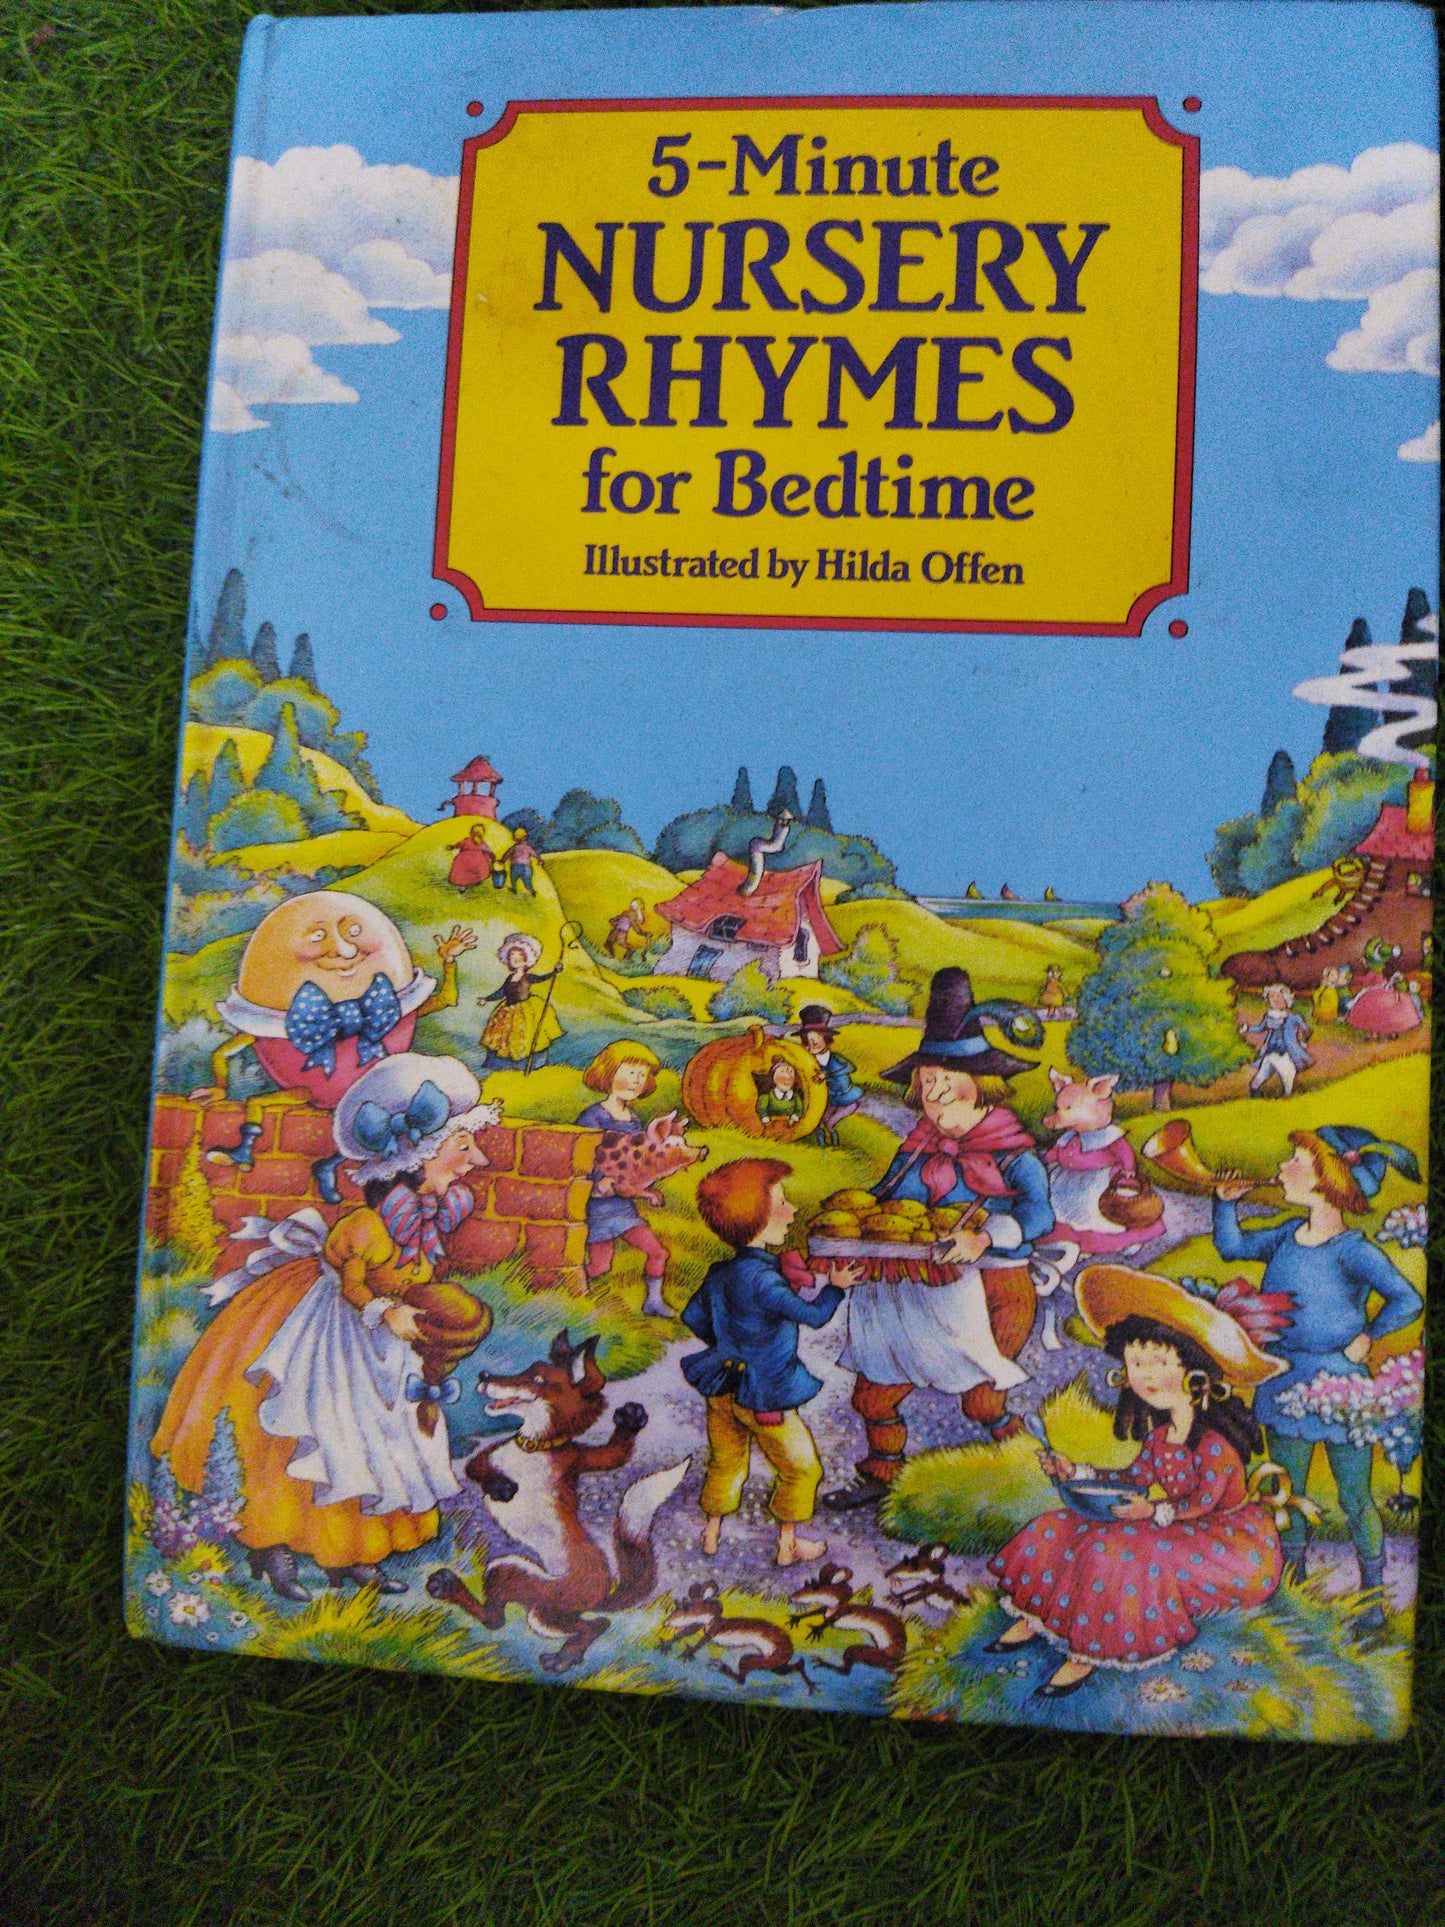 5-Minute
NURSERY
RHYMES
for Bedtime
Illustrated by Hilda Offen